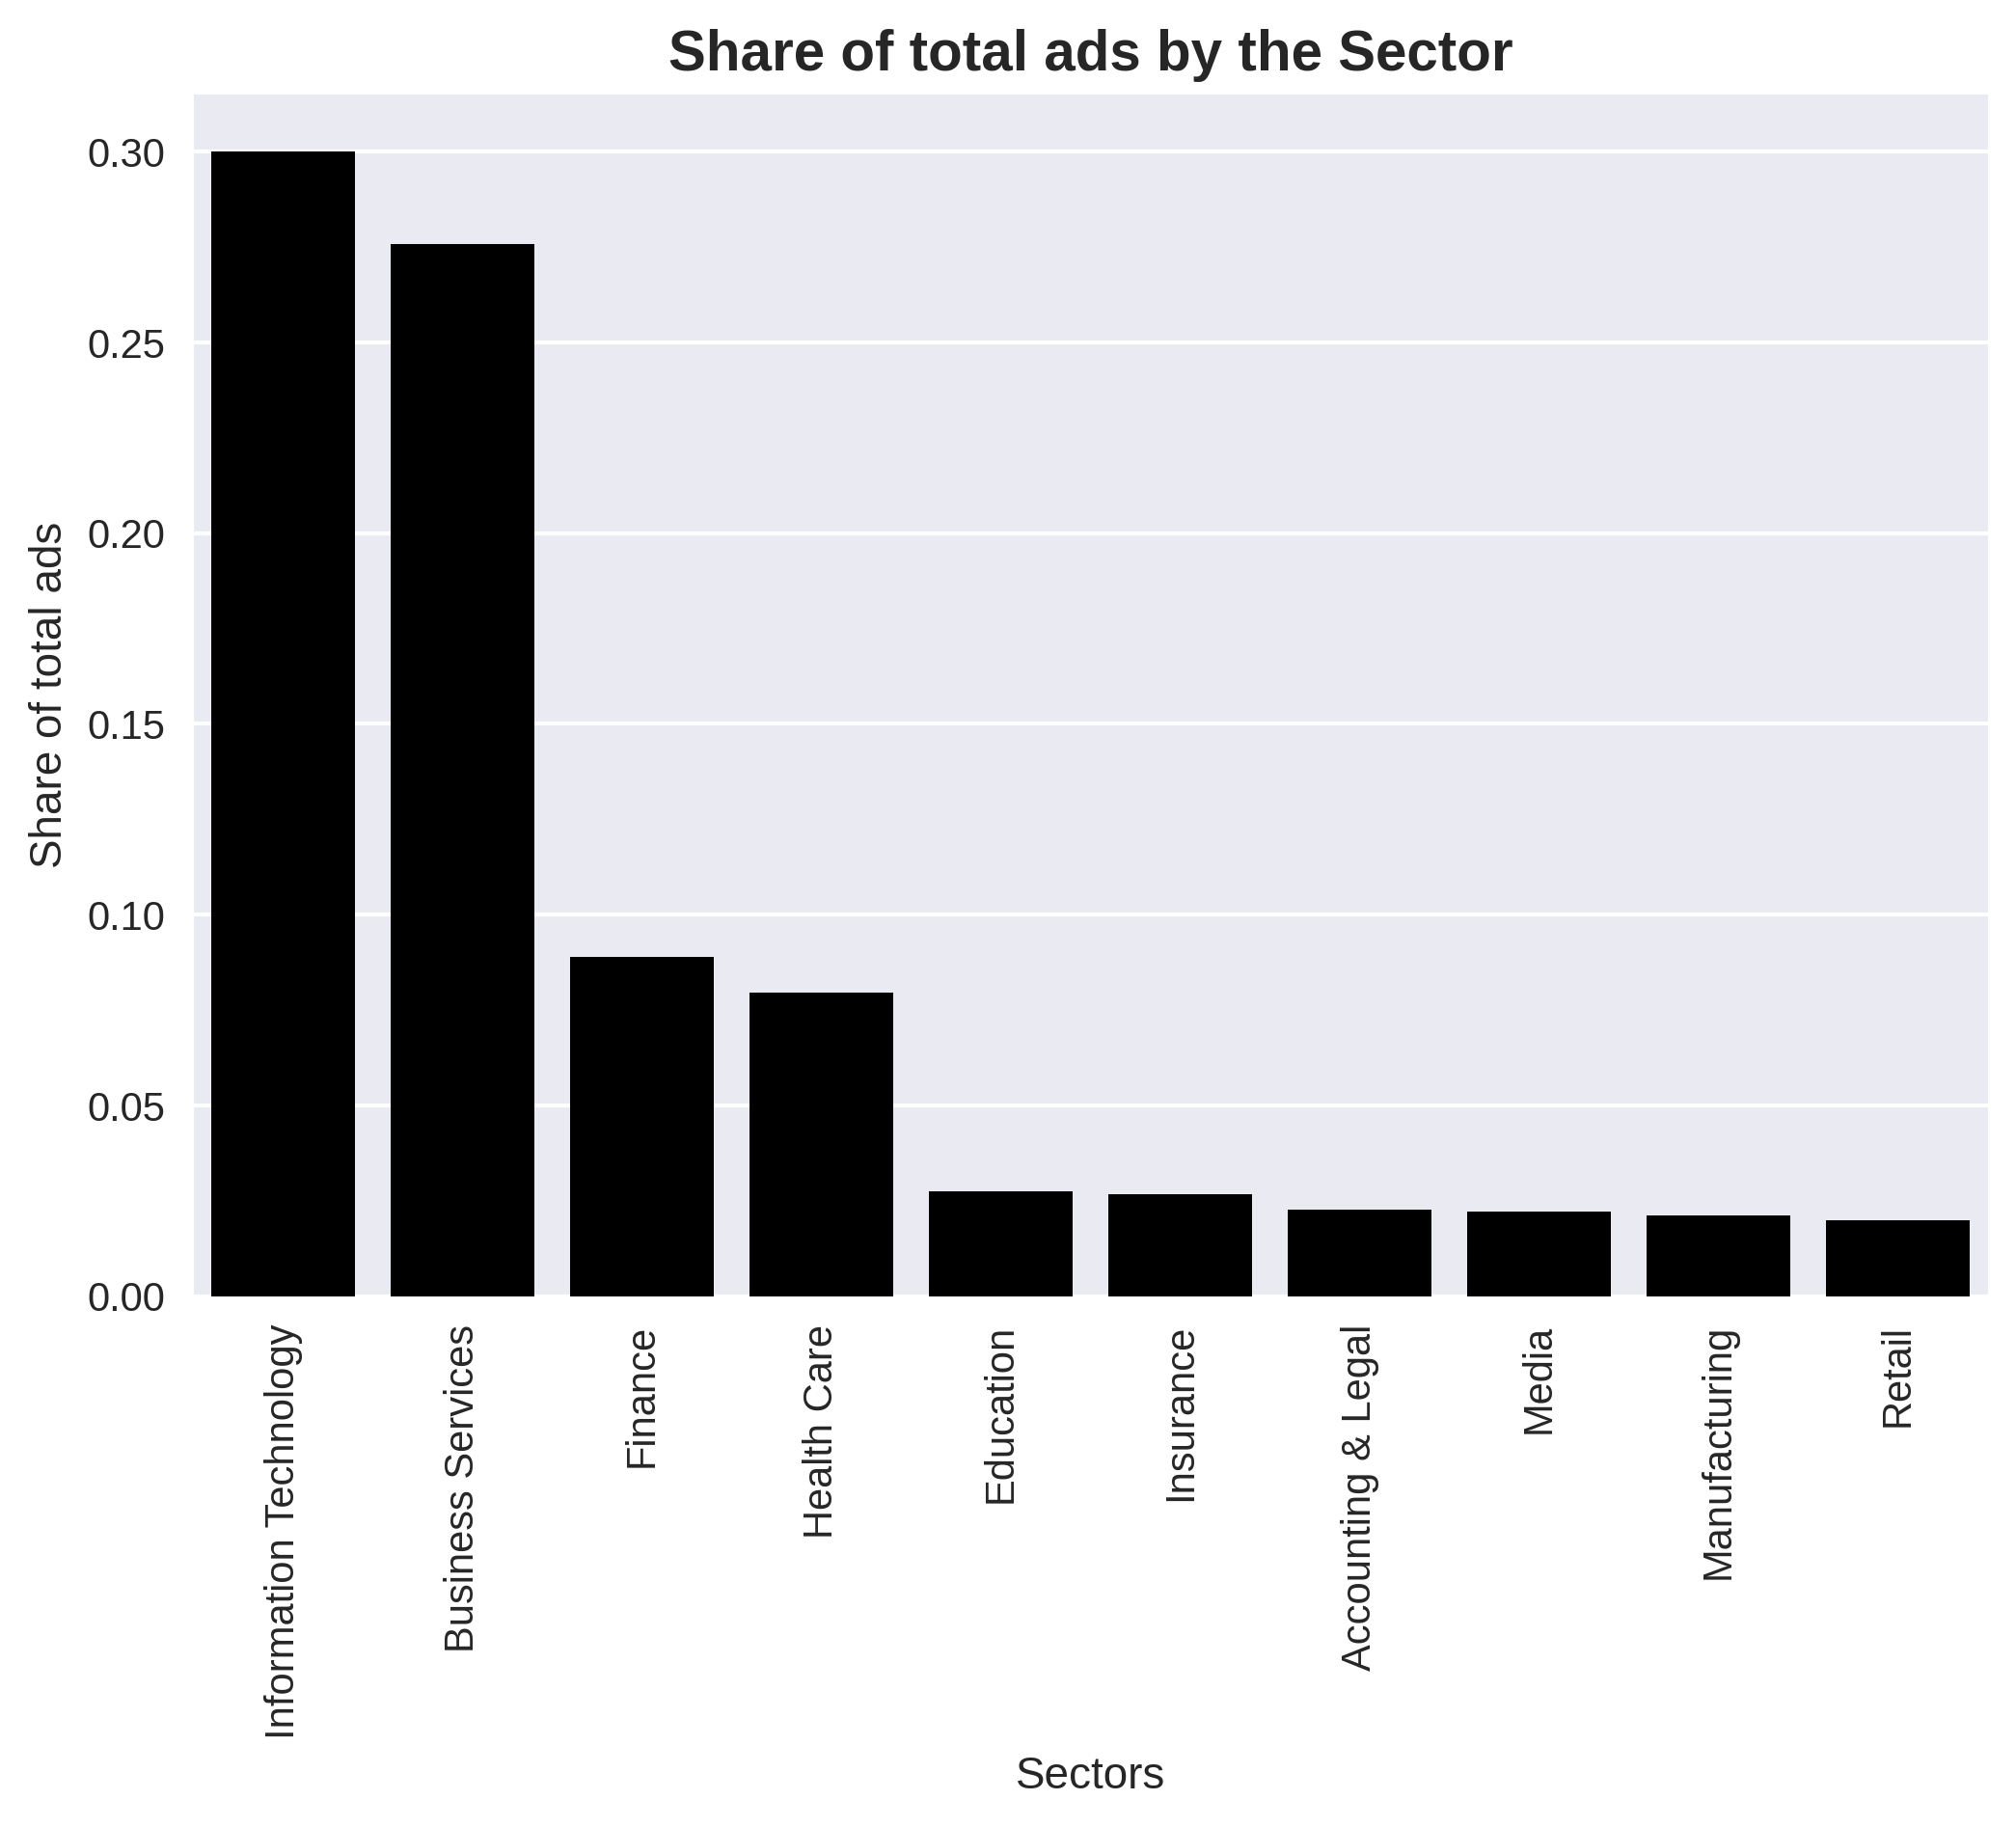 Share of total ads by the Sector
Share of total ads
0.30
0.25
0.20
0.15
0.10
0.05
0.00
Information Technology
Business Services
Finance
Health Care
Education
Insurance
Accounting & Legal
Media
Manufacturing
Retail
Sectors